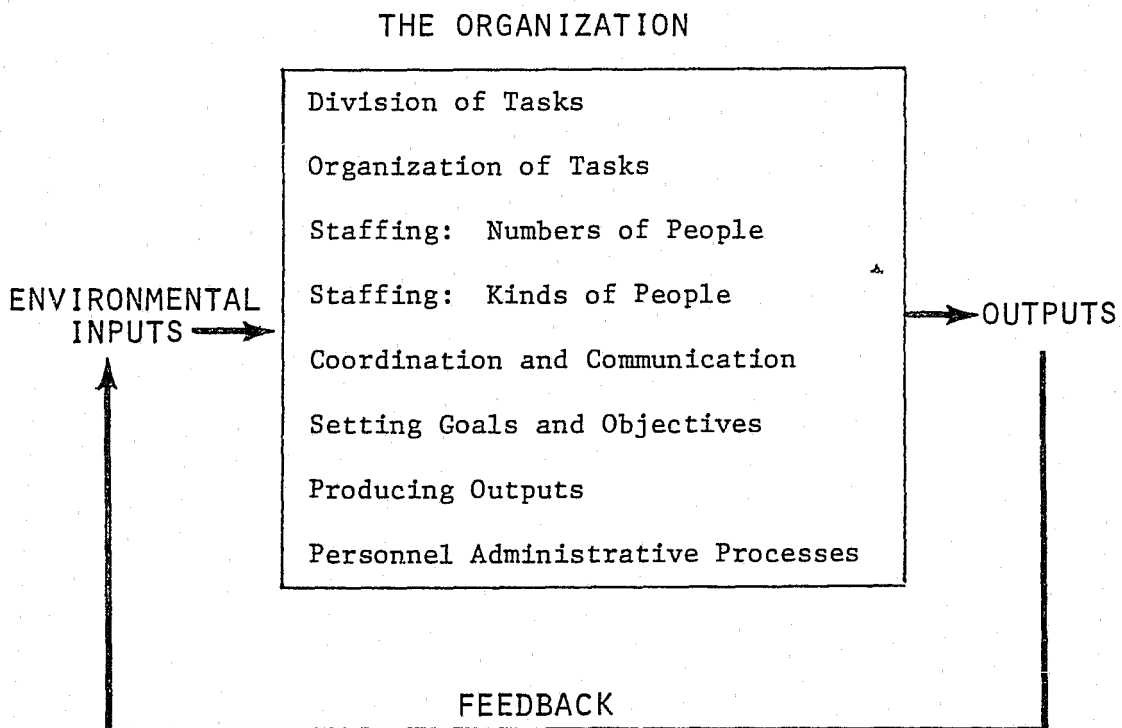 THE ORGANIZATION
Division of Tasks
Organization of Tasks
Staffing: Numbers of People
Staffing: Kinds of People
Coordination and Communication
Setting Goals and Objectives
Producing Outputs
Personnel Administrative Processes
ENVIRONMENTAL
INPUTS
OUTPUTS
FEEDBACK